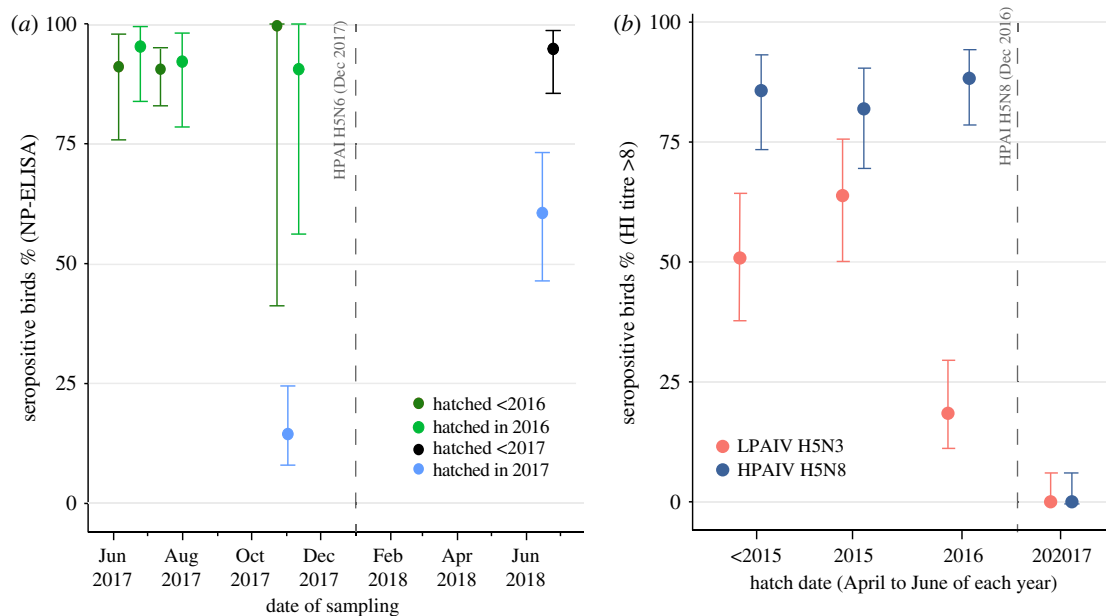 (a)
seropositive birds % (NP-ELISA)
100
75
50
25
0
HPAI H5N6 (Dec 2017)
hatched <2016
hatched in 2016
hatched <2017
hatched in 2017
Jun Aug Oct Dec Feb Apr Jun
2017 2017 2017 2017 2018 2018 2018
date of sampling
(b)
seropositive birds % (HI titre >8)
100
75
50
25
0
HPAI H5N8 (Dec 2016)
LPAIV H5N3
HPAIV H5N8
<2015 2015 2016 202017
hatch date (April to June of each year)